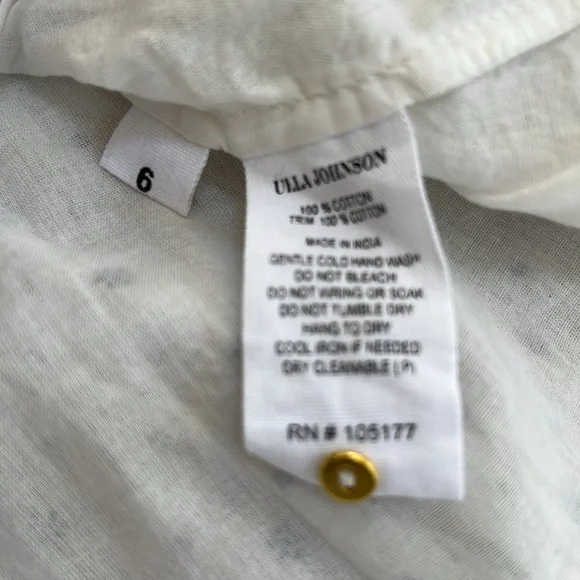 6
ULLA JOHNSON
100 % COTTON
TRIM 100 % COTTON
MADE IN INDIA
GENTLE COLD HAND WASH
DO NOT BLEACH
DO NOT WRING OR SOAK
DO NOT TUMBLE DRY
HANG TO DRY
COOL IRON IF NEEDED
DRY CLEANABLE ( P )
RN # 105177